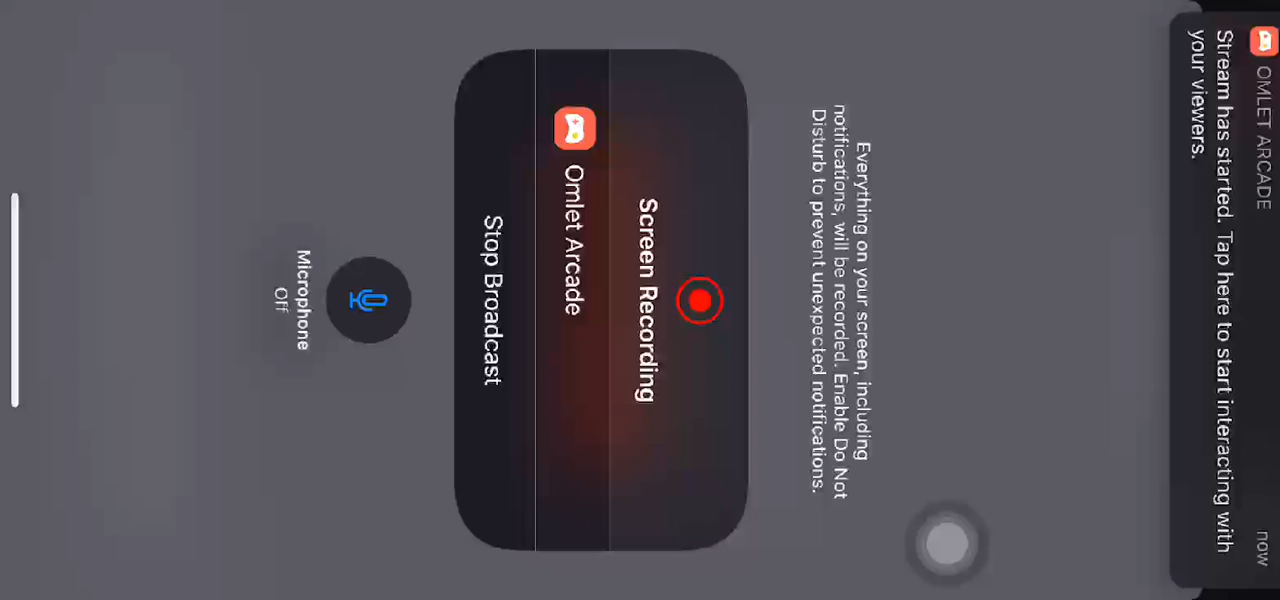 OMLET ARCADE
now
Stream has started. Tap here to start interacting with
your viewers.
Everything on your screen, including
notifications, will be recorded. Enable Do Not
Disturb to prevent unexpected notifications.
Screen Recording
Omlet Arcade
Stop Broadcast
Microphone
Off